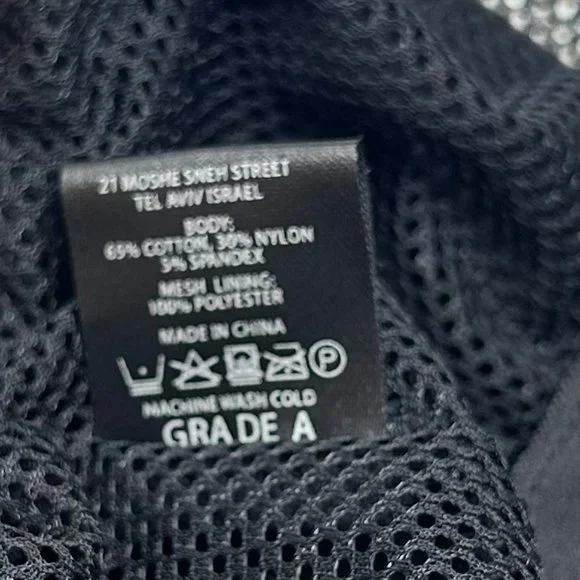 21 MOSHE SNEH STREET
TEL AVIV ISRAEL
BODY:
65% COTTON, 30% NYLON
5% SPANDEX
MESH LINING:
100% POLYESTER
MADE IN CHINA
P
MACHINE WASH COLD
GRADE A